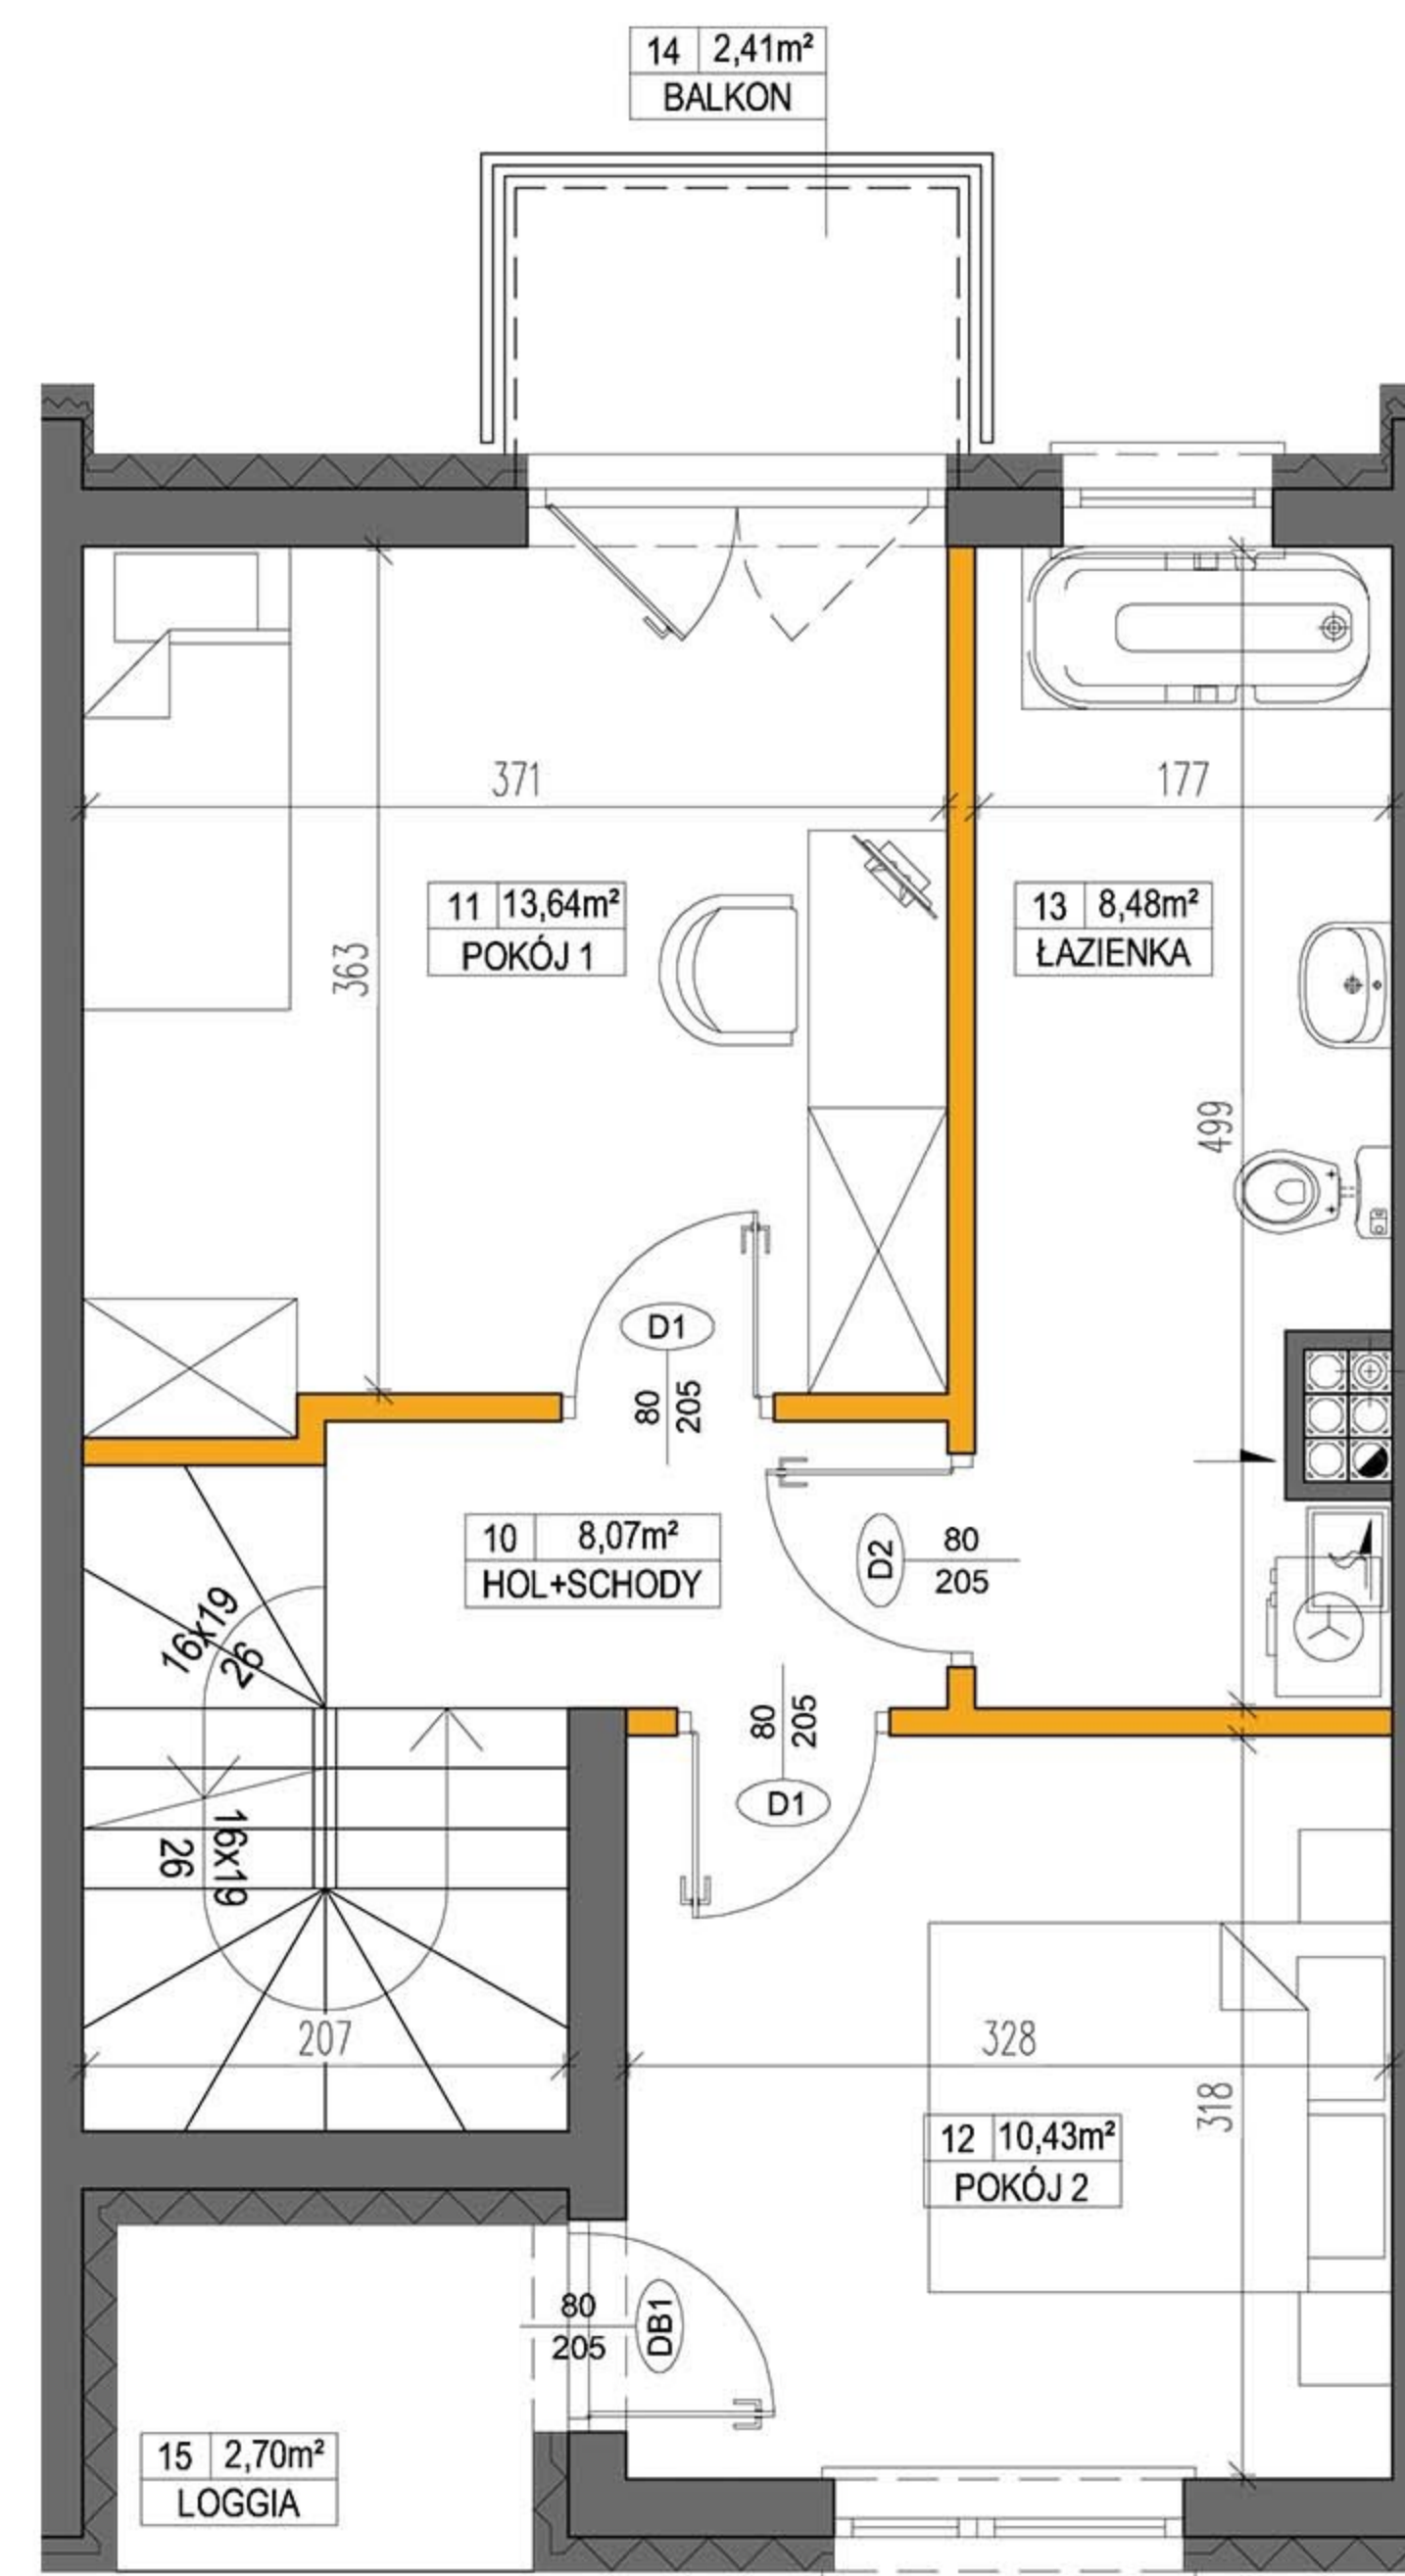 14 2,41m²
BALKON
371
177
11 13,64m²
POKÓJ 1
13 8,48m²
ŁAZIENKA
363
499
D1
80
205
10 8,07m²
HOL+SCHODY
D2
80
205
16x19
26
80
205
D1
16x19
26
207
328
318
12 10,43m²
POKÓJ 2
80
205
DB1
15 2,70m²
LOGGIA